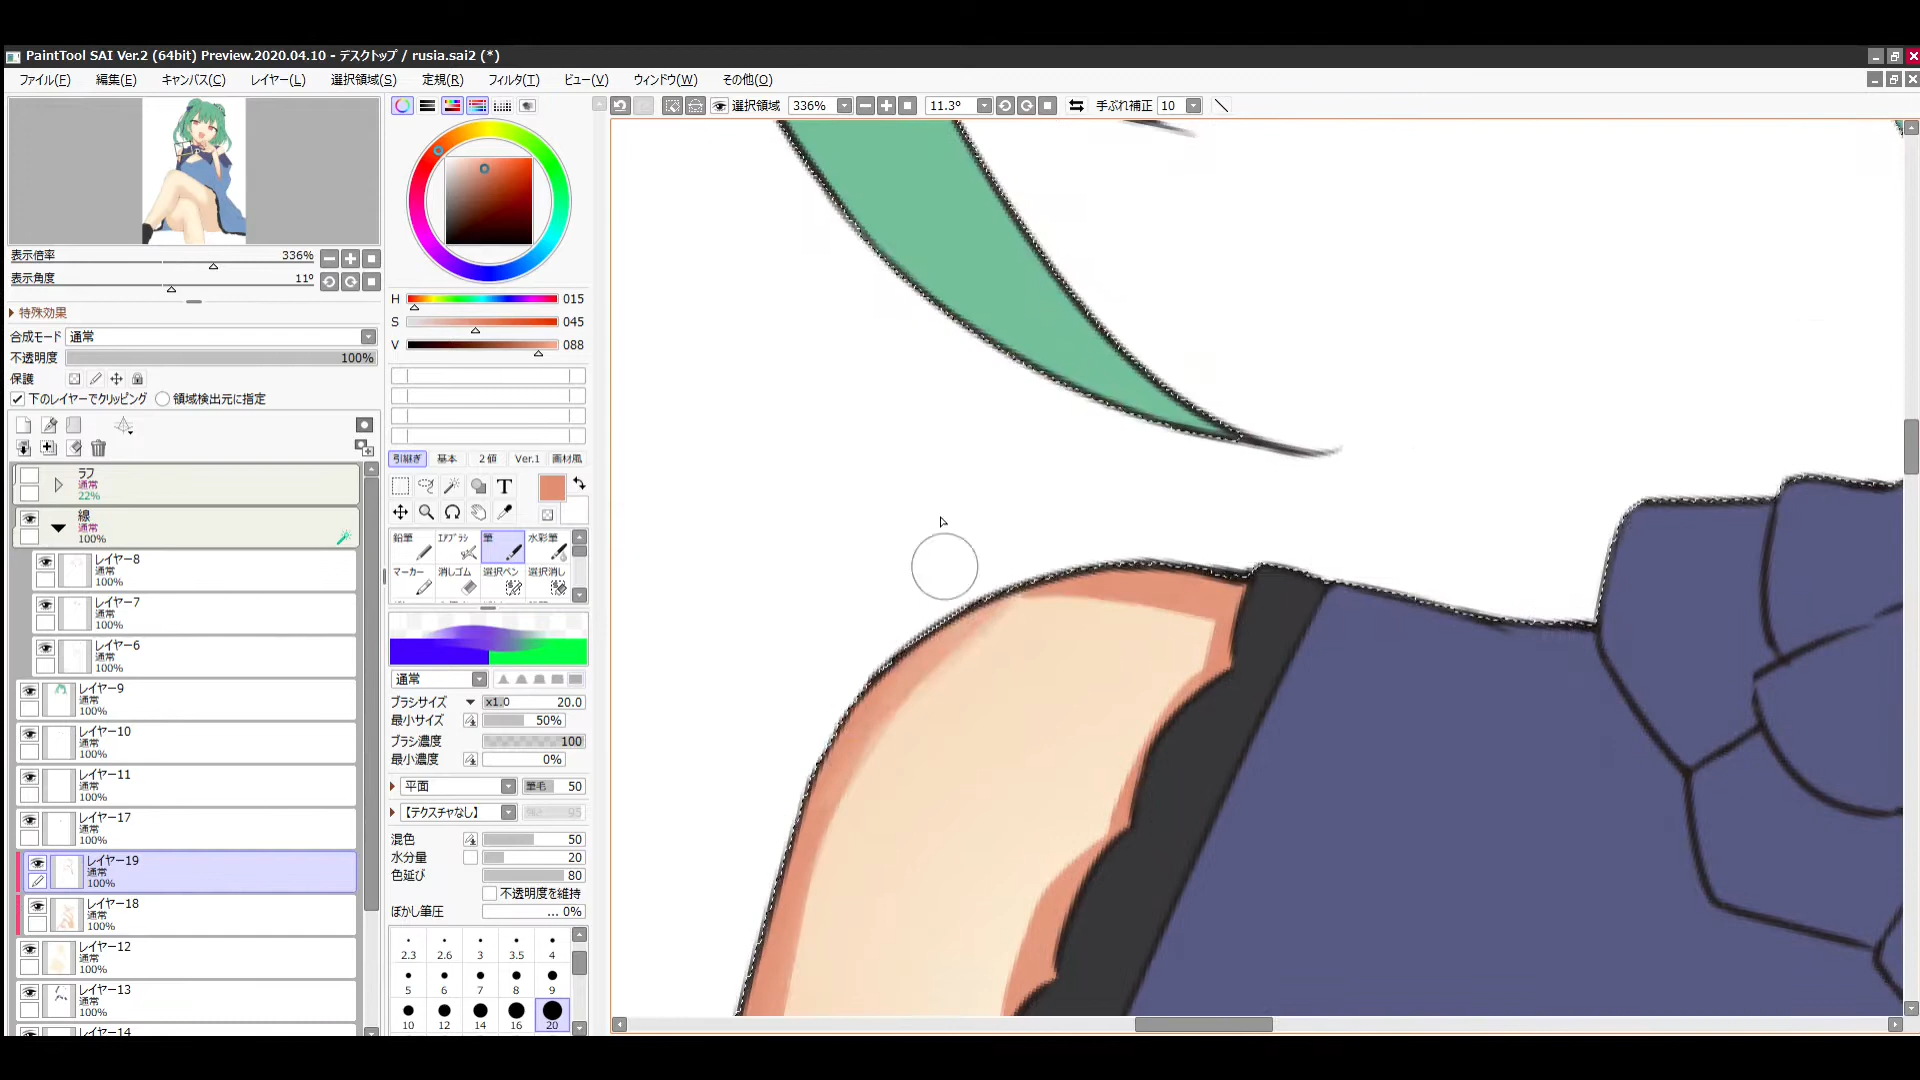 PaintTool SAI Ver.2 (64bit) Preview.2020.04.10 - デスクトップ / rusia.sai2 (*)
ファイル(F) 編集(E) キャンバス(C) レイヤー(L) 選択領域(S) 定規(R) フィルタ(T) ビュー(V) ウィンドウ(W) その他(O)
選択領域 336% 11.3º 手ぶれ補正 10
表示倍率 336%
表示角度 11º
特殊効果
合成モード 通常
不透明度 100%
保護
下のレイヤーでクリッピング 領域検出元に指定
ラフ
通常
22%
線
通常
100%
レイヤー8
通常
100%
レイヤー7
通常
100%
レイヤー6
通常
100%
レイヤー9
通常
100%
レイヤー10
通常
100%
レイヤー11
通常
100%
レイヤー17
通常
100%
レイヤー19
通常
100%
レイヤー18
通常
100%
レイヤー12
通常
100%
レイヤー13
通常
100%
レイヤー14
H 015
S 045
V 088
引継ぎ 基本 2値 Ver.1 画材風
T
鉛筆 エアブラシ 筆 水彩筆
マーカー 消しゴム 選択ペン 選択消し
通常
ブラシサイズ x1.0 20.0
最小サイズ 50%
ブラシ濃度 100
最小濃度 0%
平面 筆毛 50
【テクスチャなし】 95
混色 50
水分量 20
色延び 80
不透明度を維持
ぼかし筆圧 ... 0%
2.3 2.6 3 3.5 4
5 6 7 8 9
10 12 14 16 20